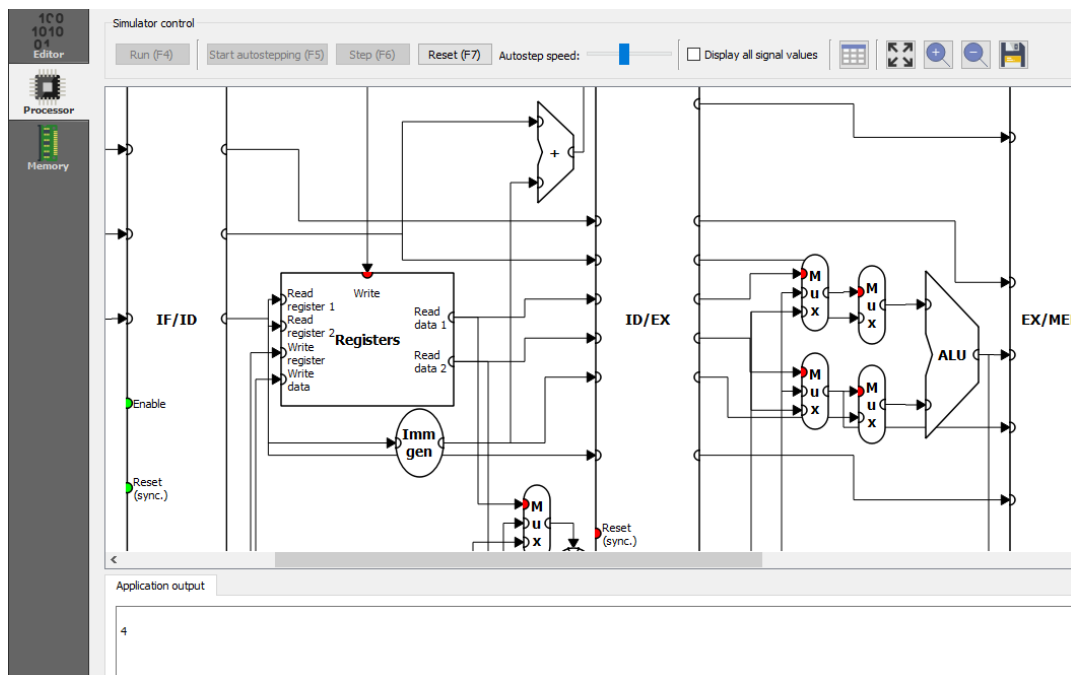 100
1010
01
Editor
Processor
Memory
Simulator control
Run (F4)
Start autostepping (F5)
Step (F6)
Reset (F7)
Autostep speed:
Display all signal values
+
IF/ID
Write
Read
register 1
Read
register 2
Registers
Write
register
Write
data
Read
data 1
Read
data 2
Enable
Reset
(sync.)
Imm
gen
M
u
x
Reset
(sync.)
ID/EX
M
u
x
M
u
x
M
u
x
M
u
x
ALU
EX/ME
Application output
4